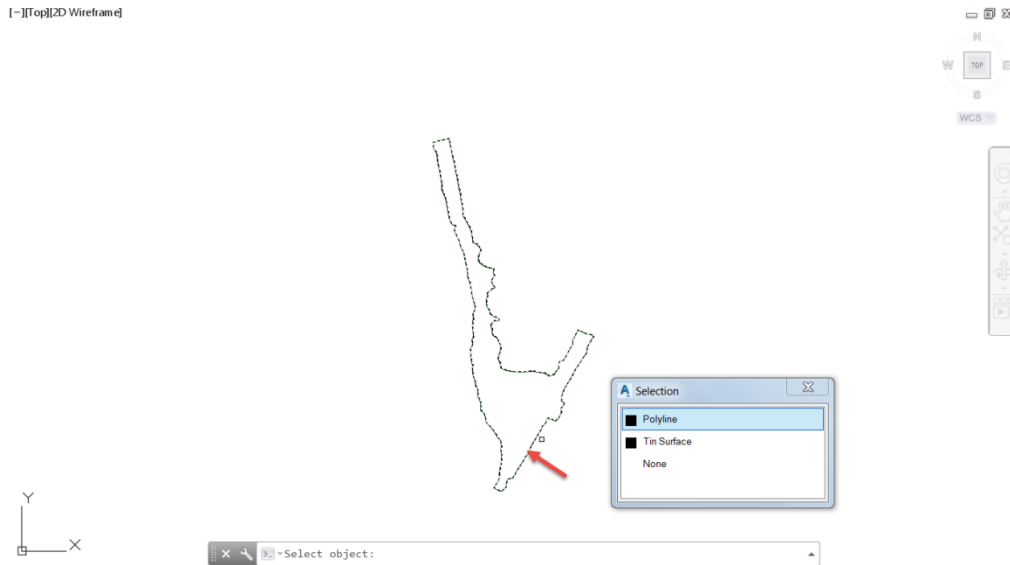 [−][Top][2D Wireframe]
N
W
TOP
E
S
WCS
Selection
Polyline
Tin Surface
None
Y
X
Select object: